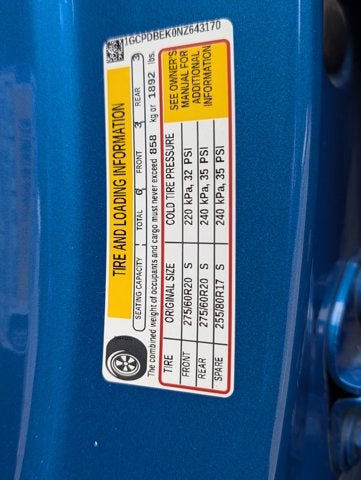 1GCPDBEK0NZ643170
TIRE AND LOADING INFORMATION
SEATING CAPACITY TOTAL 6 FRONT 3 REAR 3
The combined weight of occupants and cargo must never exceed 858 kg or 1892 lbs.
TIRE ORIGINAL SIZE COLD TIRE PRESSURE
FRONT 275/60R20 S 220 kPa, 32 PSI
REAR 275/60R20 S 240 kPa, 35 PSI
SPARE 255/80R17 S 240 kPa, 35 PSI
SEE OWNER'S
MANUAL FOR
ADDITIONAL
INFORMATION